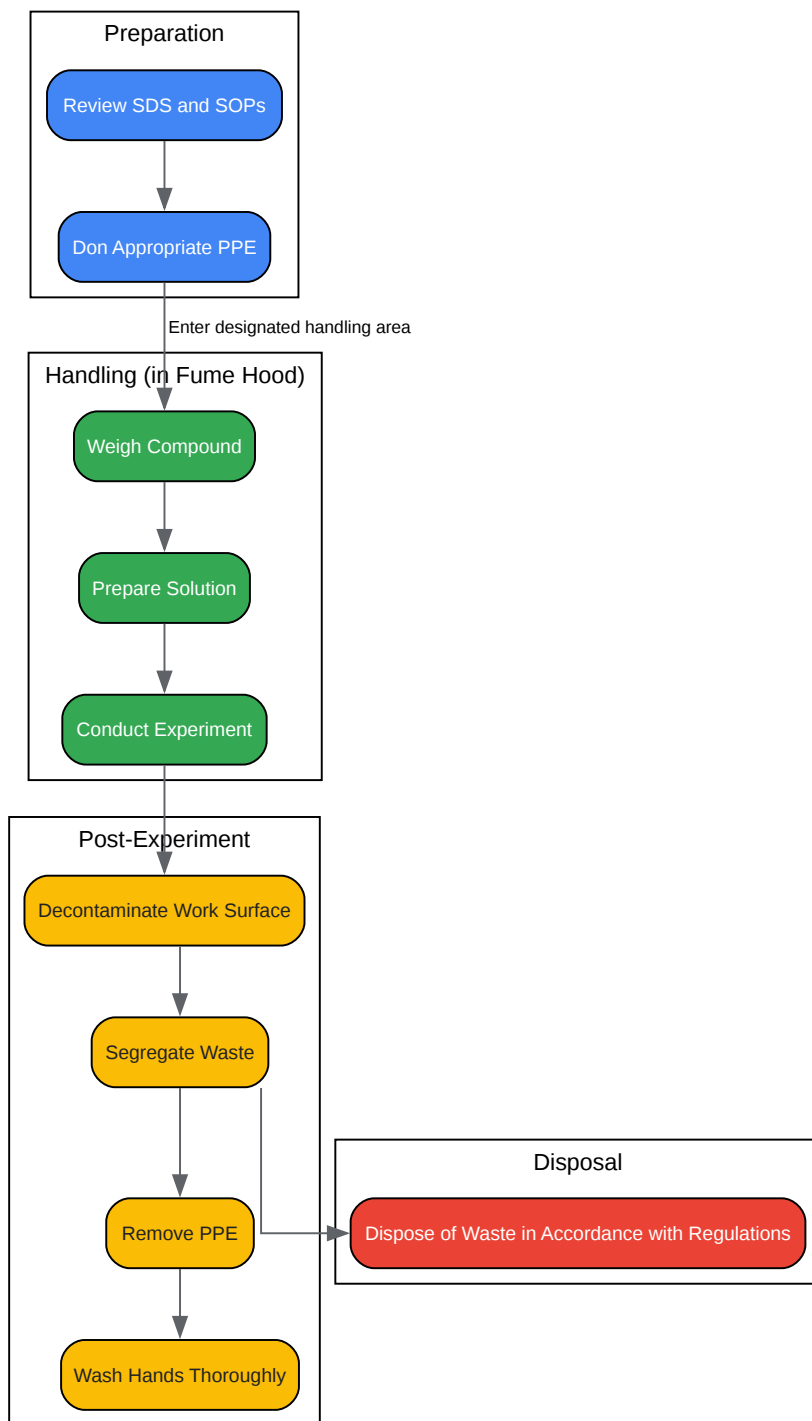 Preparation
Review SDS and SOPs
Don Appropriate PPE
Enter designated handling area
Handling (in Fume Hood)
Weigh Compound
Prepare Solution
Conduct Experiment
Post-Experiment
Decontaminate Work Surface
Segregate Waste
Disposal
Dispose of Waste in Accordance with Regulations
Remove PPE
Wash Hands Thoroughly